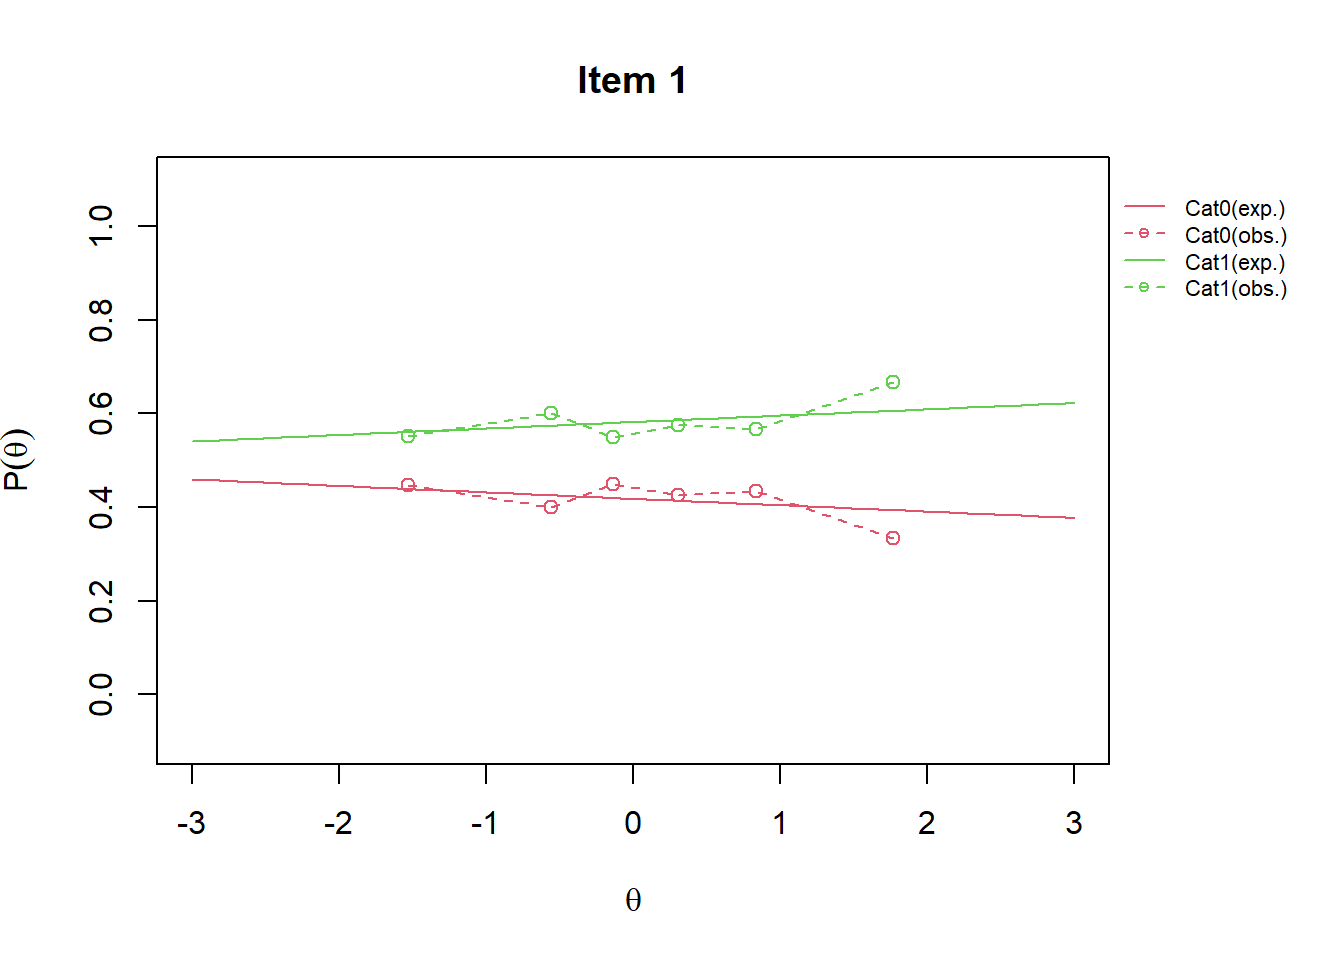 Item 1
P(θ)
1.0
0.8
0.6
0.4
0.2
0.0
-3 -2 -1 0 1 2 3
θ
Cat0(exp.)
Cat0(obs.)
Cat1(exp.)
Cat1(obs.)